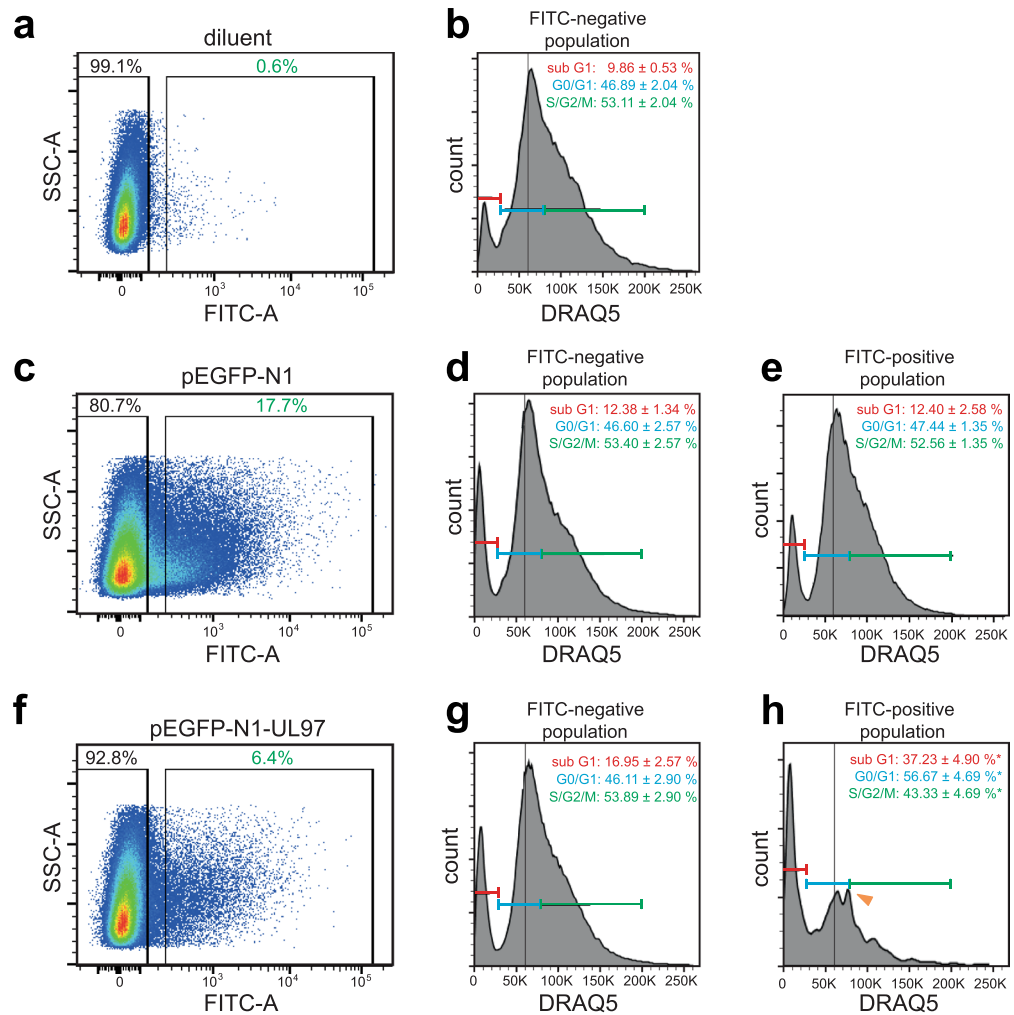 a
diluent
99.1%
0.6%
SSC-A
0
10³
10⁴
10⁵
FITC-A
b
FITC-negative
population
sub G1: 9.86 ± 0.53 %
G0/G1: 46.89 ± 2.04 %
S/G2/M: 53.11 ± 2.04 %
count
0 50K 100K 150K 200K 250K
DRAQ5
c
pEGFP-N1
80.7%
17.7%
SSC-A
0
10³
10⁴
10⁵
FITC-A
d
FITC-negative
population
sub G1: 12.38 ± 1.34 %
G0/G1: 46.60 ± 2.57 %
S/G2/M: 53.40 ± 2.57 %
count
0 50K 100K 150K 200K 250K
DRAQ5
e
FITC-positive
population
sub G1: 12.40 ± 2.58 %
G0/G1: 47.44 ± 1.35 %
S/G2/M: 52.56 ± 1.35 %
count
0 50K 100K 150K 200K 250K
DRAQ5
f
pEGFP-N1-UL97
92.8%
6.4%
SSC-A
0
10³
10⁴
10⁵
FITC-A
g
FITC-negative
population
sub G1: 16.95 ± 2.57 %
G0/G1: 46.11 ± 2.90 %
S/G2/M: 53.89 ± 2.90 %
count
0 50K 100K 150K 200K 250K
DRAQ5
h
FITC-positive
population
sub G1: 37.23 ± 4.90 %*
G0/G1: 56.67 ± 4.69 %*
S/G2/M: 43.33 ± 4.69 %*
count
0 50K 100K 150K 200K 250K
DRAQ5